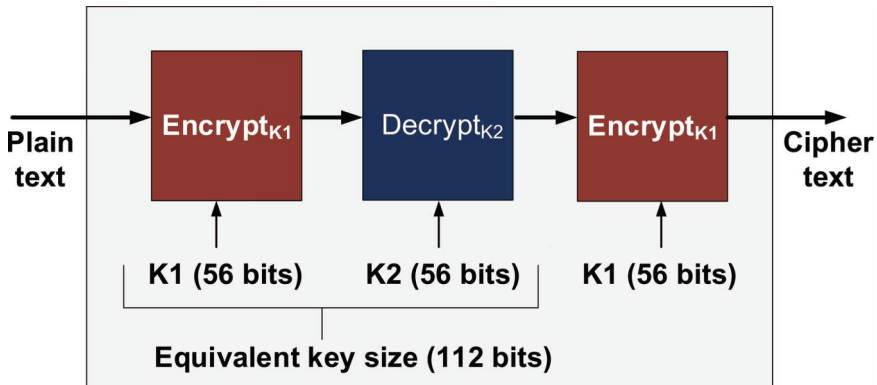 Plain
text
EncryptK1
DecryptK2
EncryptK1
Cipher
text
K1 (56 bits)
K2 (56 bits)
K1 (56 bits)
Equivalent key size (112 bits)